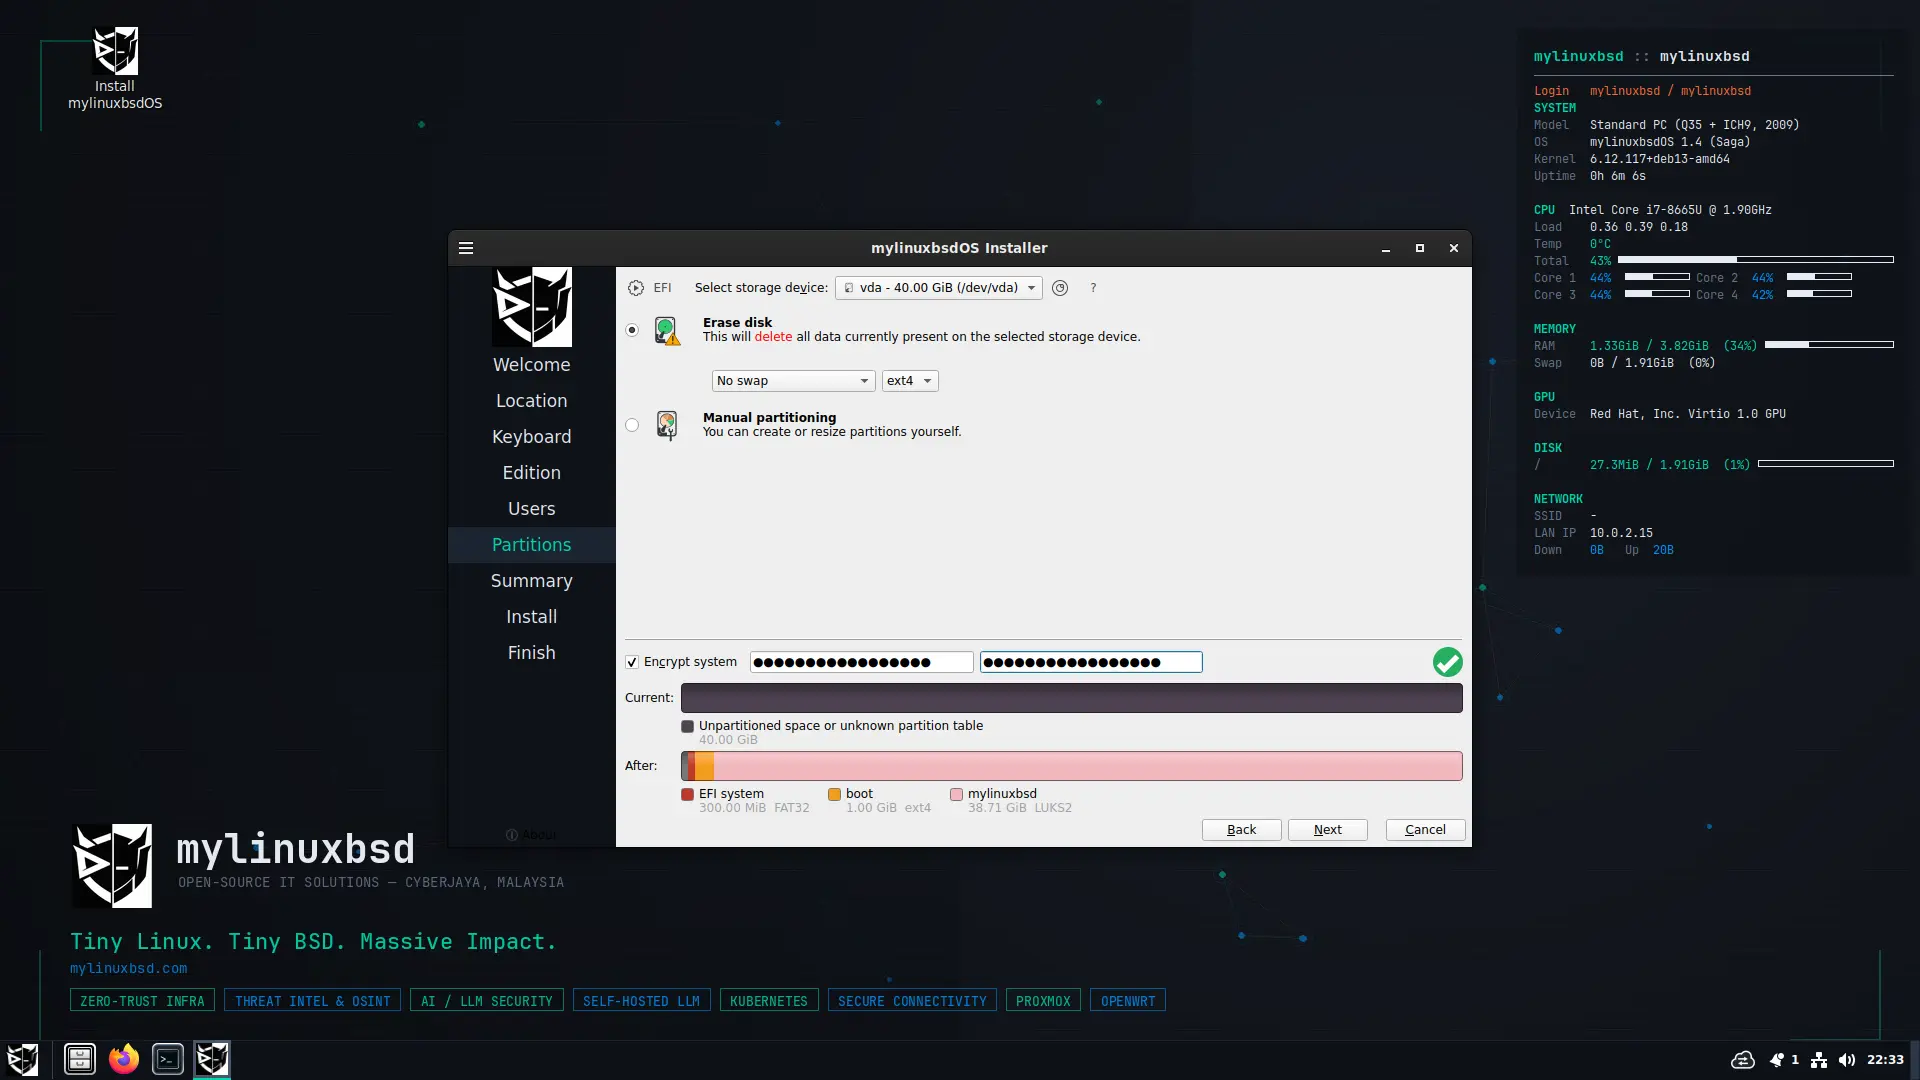 Install
mylinuxbsdOS
mylinuxbsd :: mylinuxbsd
Login mylinuxbsd / mylinuxbsd
SYSTEM
Model Standard PC (Q35 + ICH9, 2009)
OS mylinuxbsdOS 1.4 (Saga)
Kernel 6.12.117+deb13-amd64
Uptime 0h 6m 6s
CPU Intel Core i7-8665U @ 1.90GHz
Load 0.36 0.39 0.18
Temp 0°C
Total 43%
Core 1 44% Core 2 44%
Core 3 44% Core 4 42%
MEMORY
RAM 1.33GiB / 3.82GiB (34%)
Swap 0B / 1.91GiB (0%)
GPU
Device Red Hat, Inc. Virtio 1.0 GPU
DISK
/ 27.3MiB / 1.91GiB (1%)
NETWORK
SSID -
LAN IP 10.0.2.15
Down 0B Up 20B
mylinuxbsdOS Installer
Welcome
Location
Keyboard
Edition
Users
Partitions
Summary
Install
Finish
About
EFI Select storage device: vda - 40.00 GiB (/dev/vda) ?
Erase disk
This will delete all data currently present on the selected storage device.
No swap ext4
Manual partitioning
You can create or resize partitions yourself.
Encrypt system ●●●●●●●●●●●●●●●●● ●●●●●●●●●●●●●●●●●
Current:
Unpartitioned space or unknown partition table
40.00 GiB
After:
EFI system boot mylinuxbsd
300.00 MiB FAT32 1.00 GiB ext4 38.71 GiB LUKS2
Back Next Cancel
mylinuxbsd
OPEN-SOURCE IT SOLUTIONS — CYBERJAYA, MALAYSIA
Tiny Linux. Tiny BSD. Massive Impact.
mylinuxbsd.com
ZERO-TRUST INFRA THREAT INTEL & OSINT AI / LLM SECURITY SELF-HOSTED LLM KUBERNETES SECURE CONNECTIVITY PROXMOX OPENWRT
1 22:33